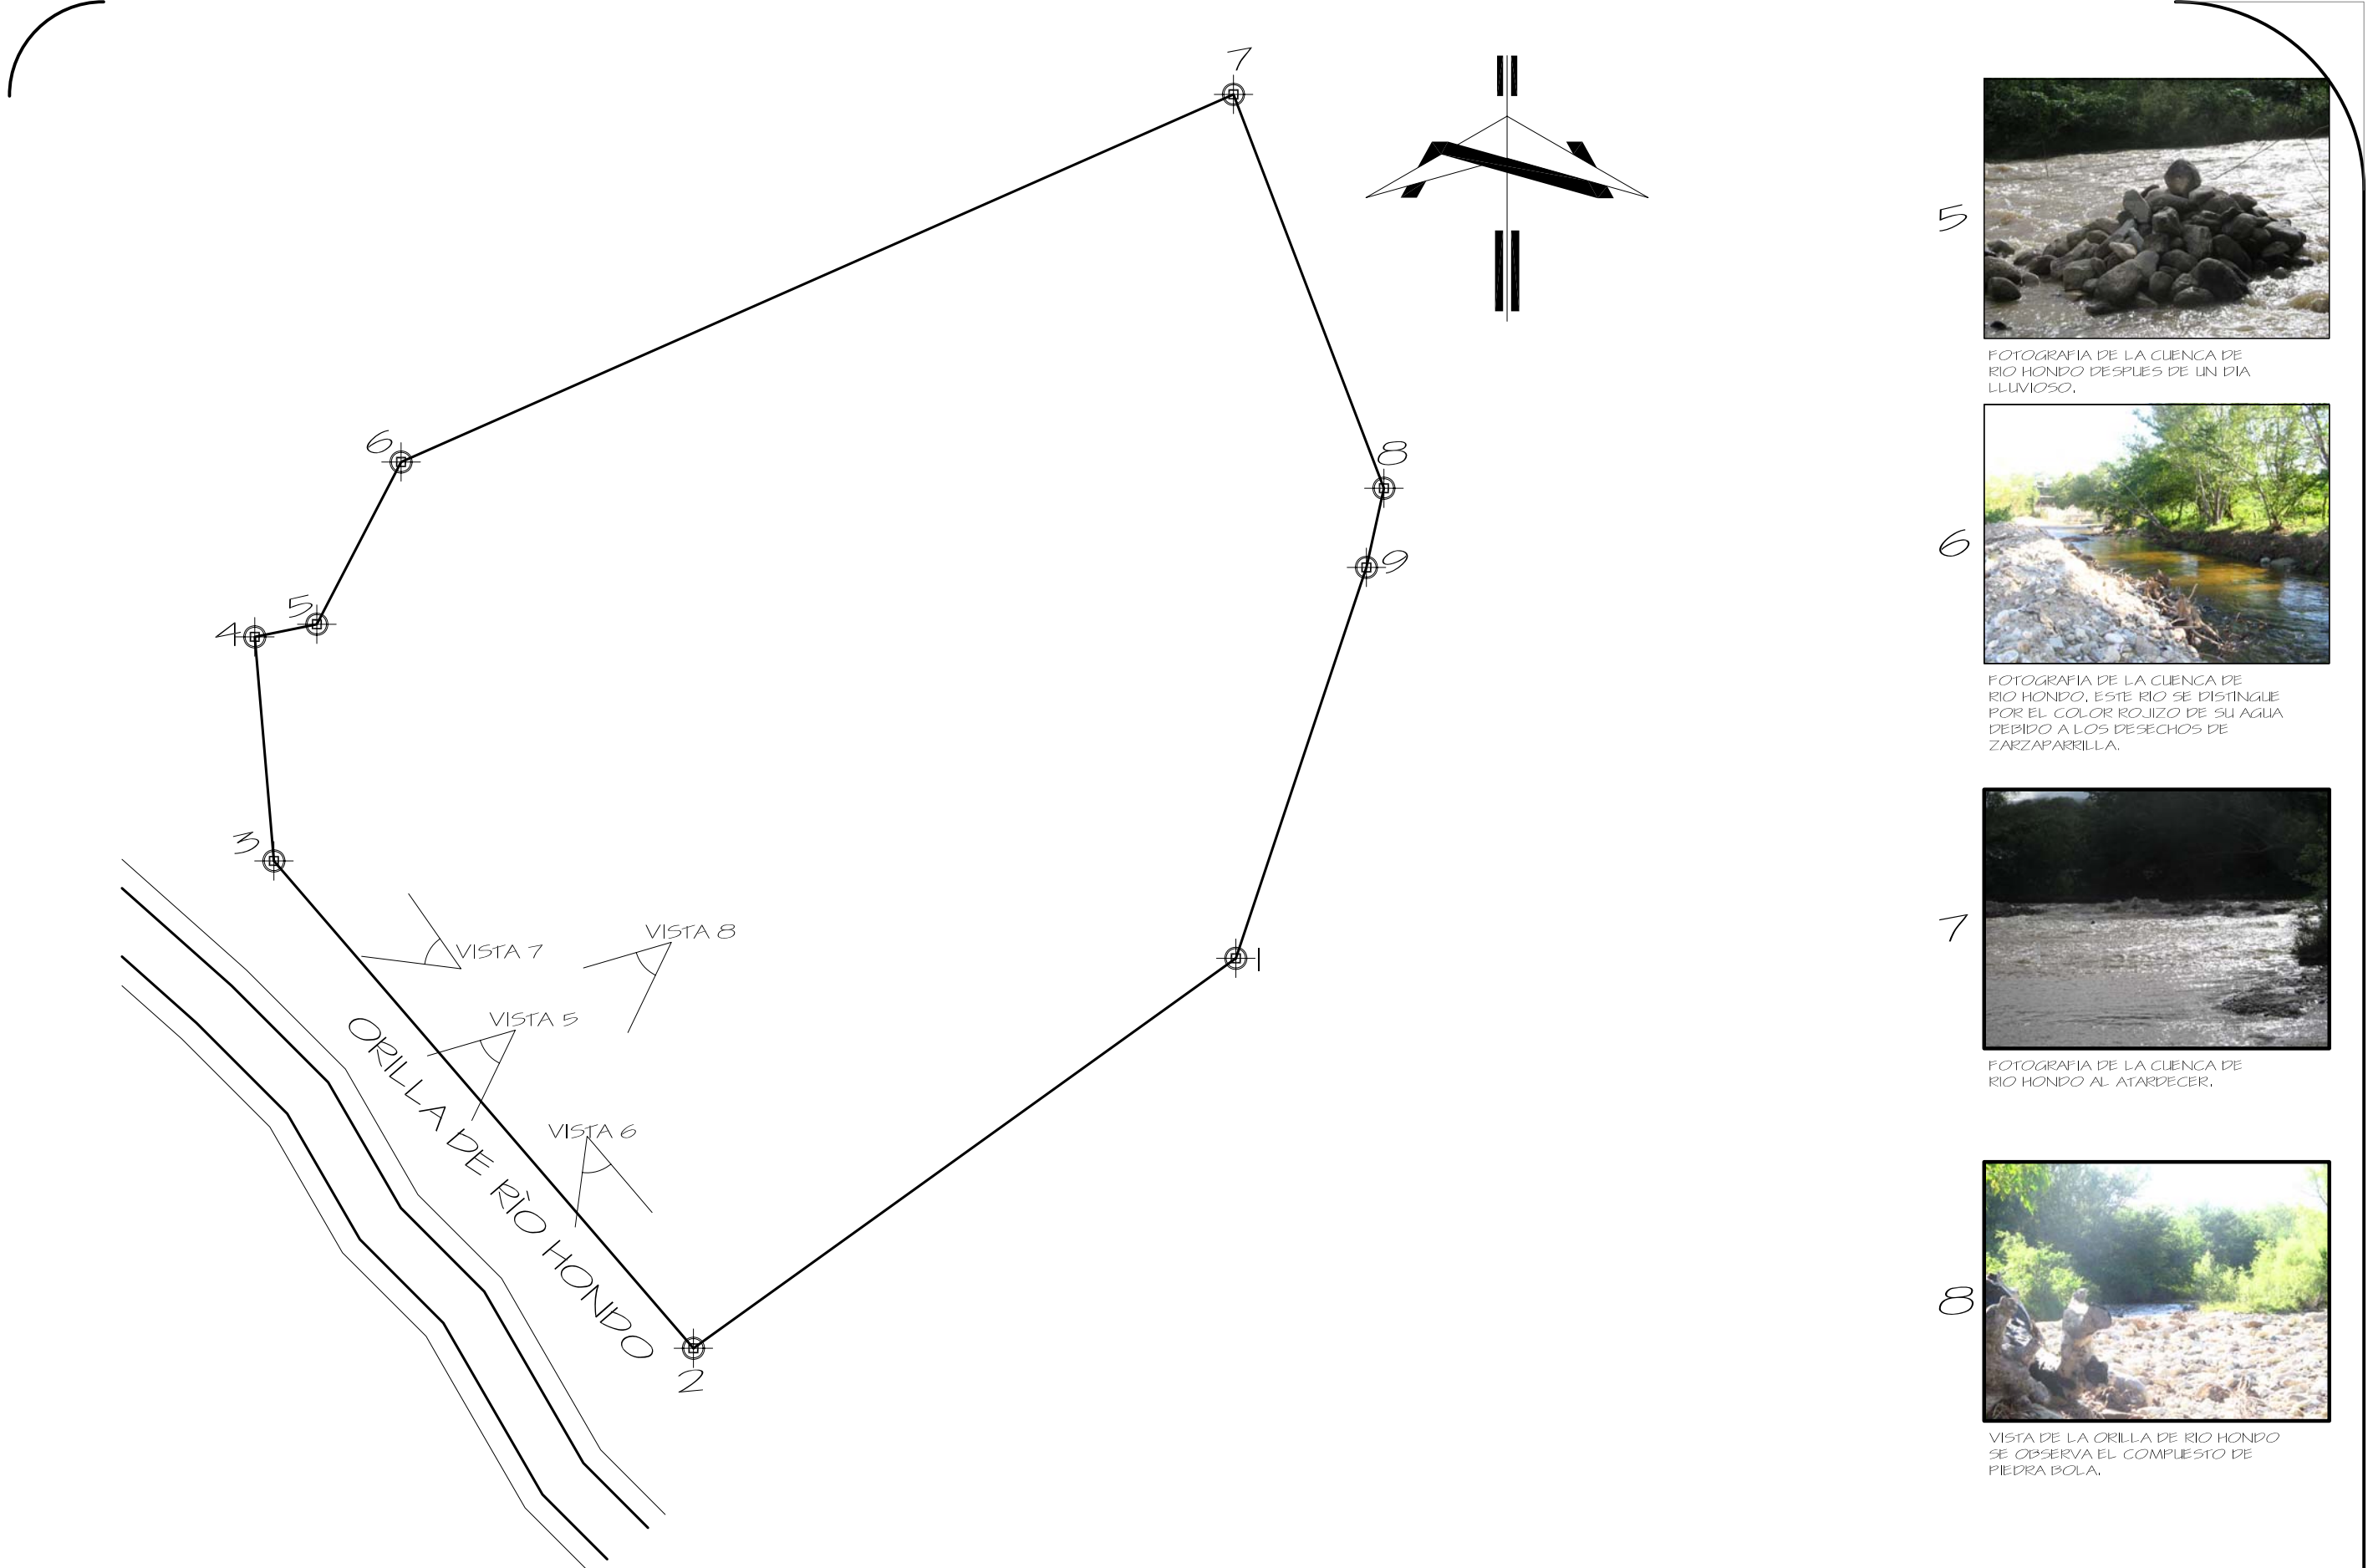 7
6
8
9
5
4
3
1
2
VISTA 7
VISTA 8
VISTA 5
VISTA 6
ORILLA DE RÌO HONDO
5
FOTOGRAFIA DE LA CUENCA DE
RIO HONDO DESPUES DE UN DIA
LLUVIOSO.
6
FOTOGRAFIA DE LA CUENCA DE
RIO HONDO, ESTE RIO SE DISTINGUE
POR EL COLOR ROJIZO DE SU AGUA
DEBIDO A LOS DESECHOS DE
ZARZAPARRILLA.
7
FOTOGRAFIA DE LA CUENCA DE
RIO HONDO AL ATARDECER.
8
VISTA DE LA ORILLA DE RIO HONDO
SE OBSERVA EL COMPUESTO DE
PIEDRA BOLA.